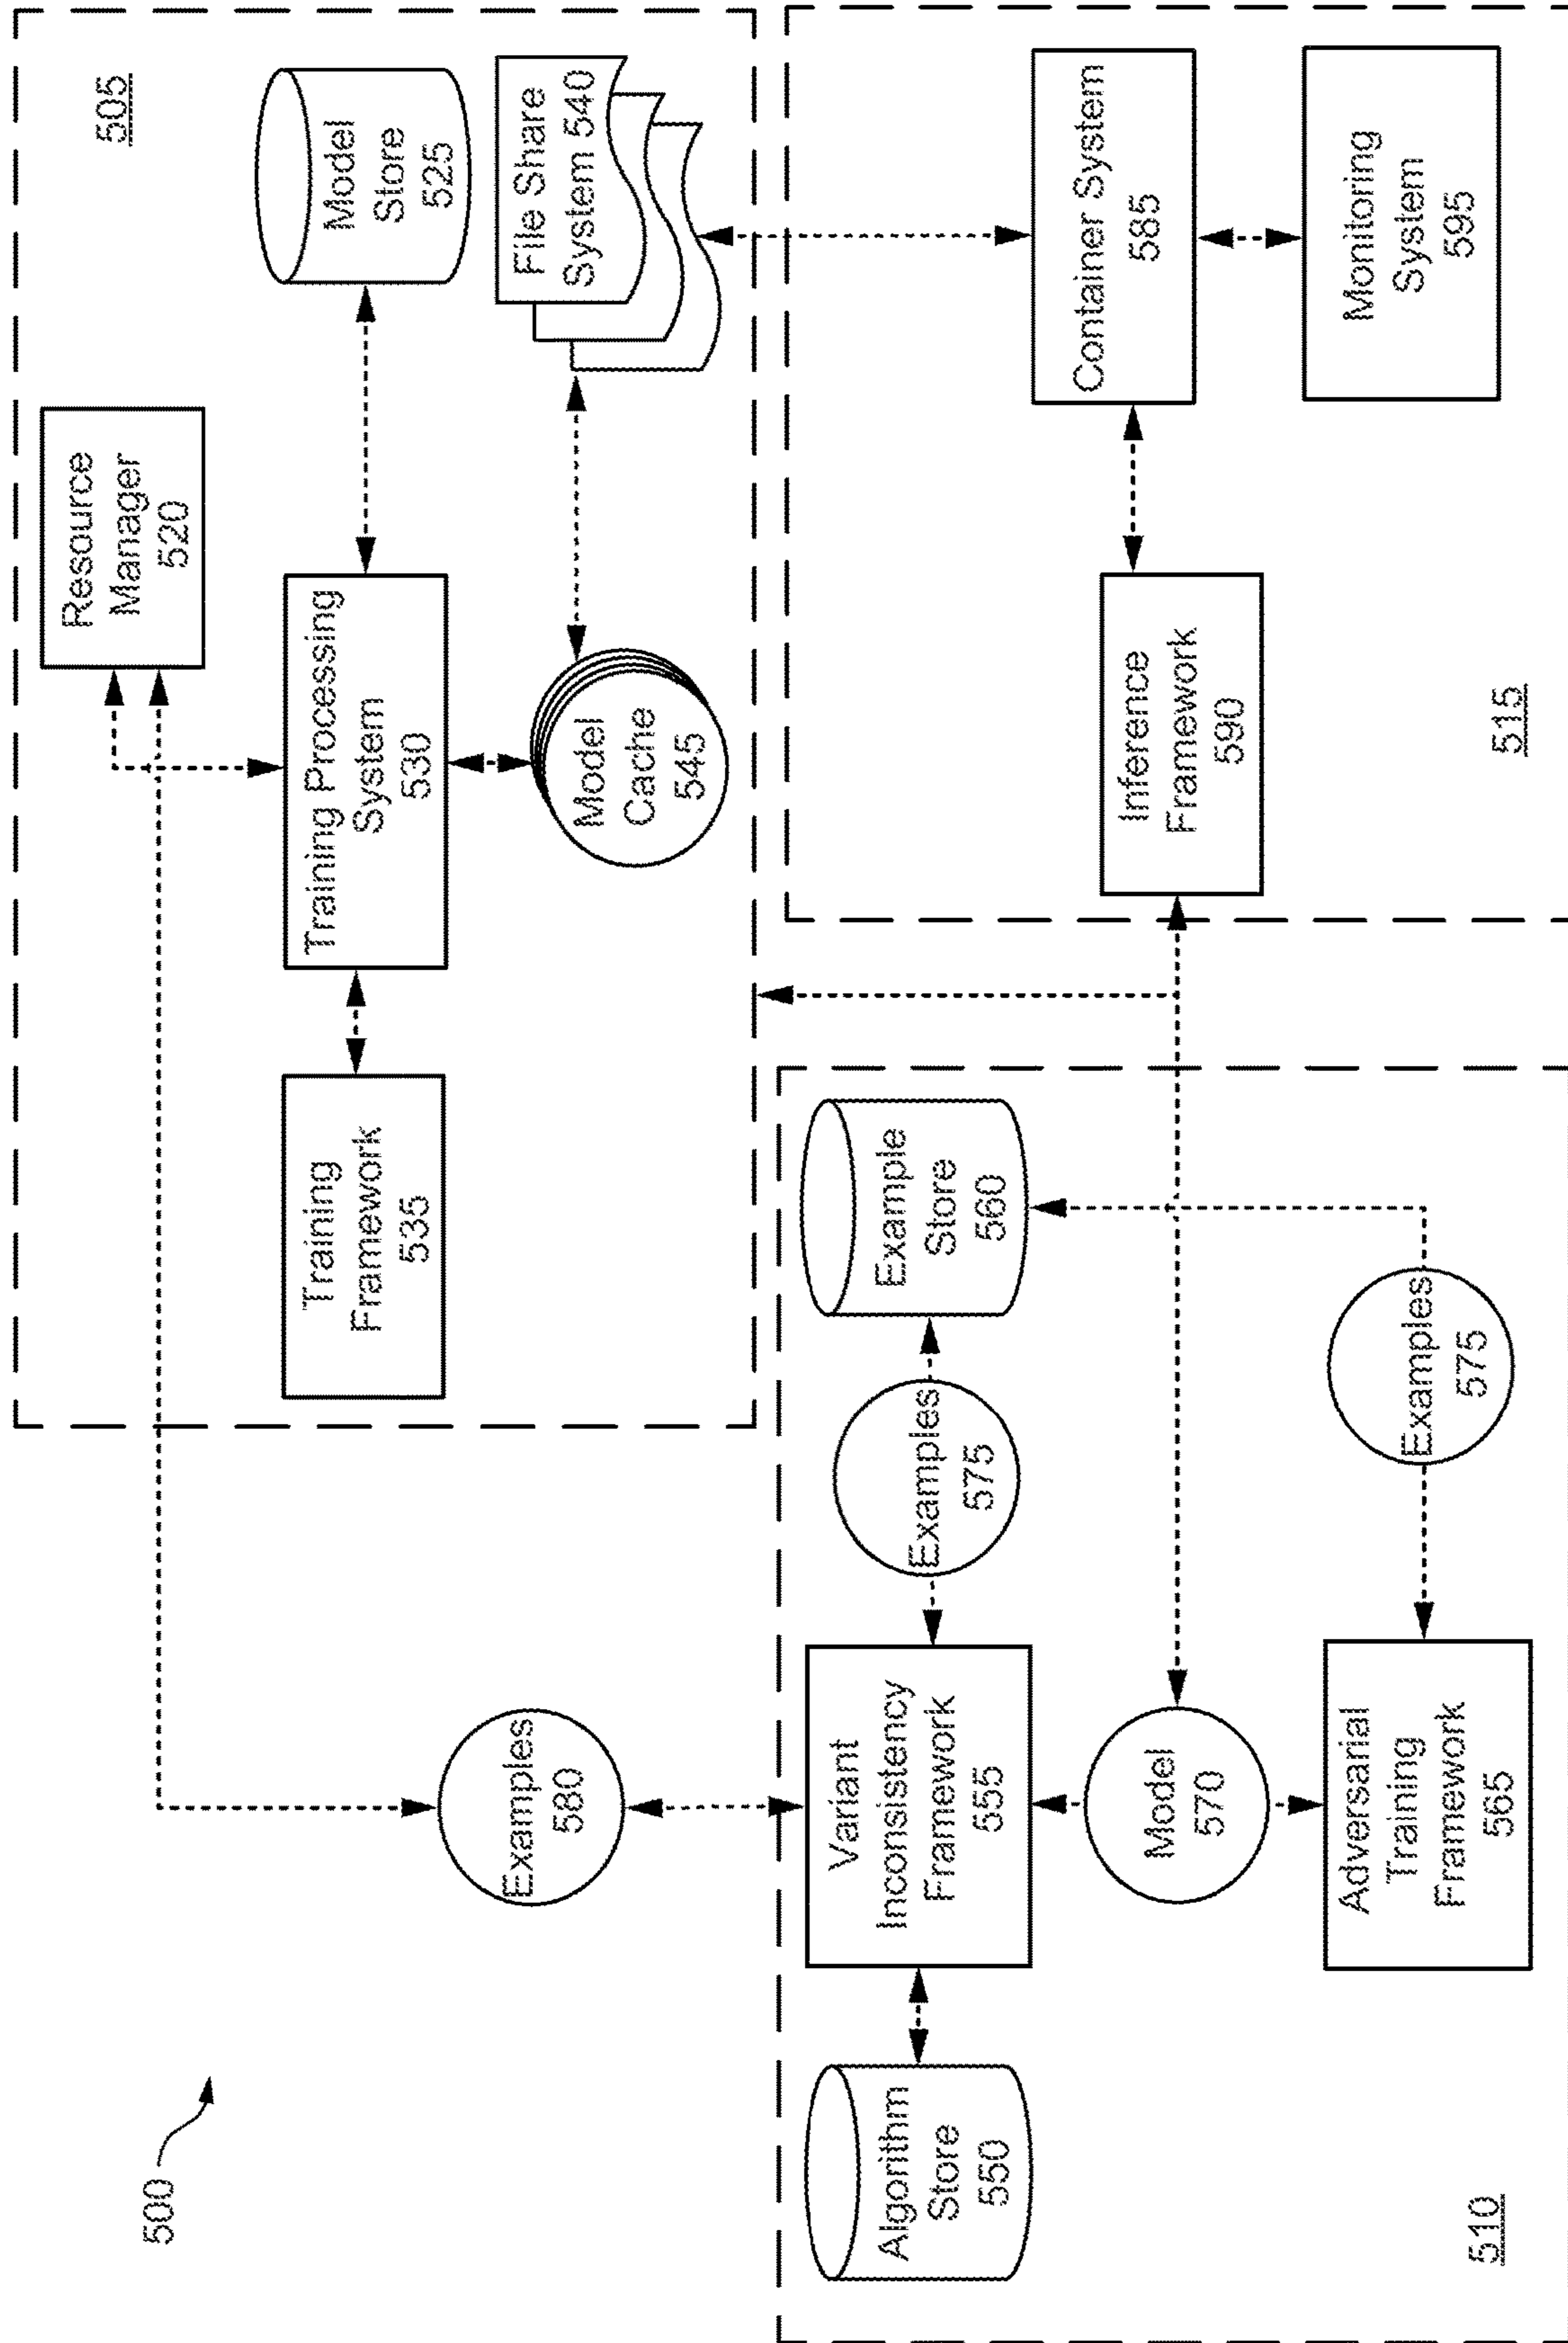 500
505
Resource
Manager
520
Training
Framework
535
Training Processing
System
530
Model
Store
525
Model
Cache
545
File Share
System 540
Examples
580
510
Algorithm
Store
550
Variant
Inconsistency
Framework
555
Examples
575
Example
Store
560
Model
570
Adversarial
Training
Framework
565
Examples
575
515
Inference
Framework
590
Container System
585
Monitoring
System
595